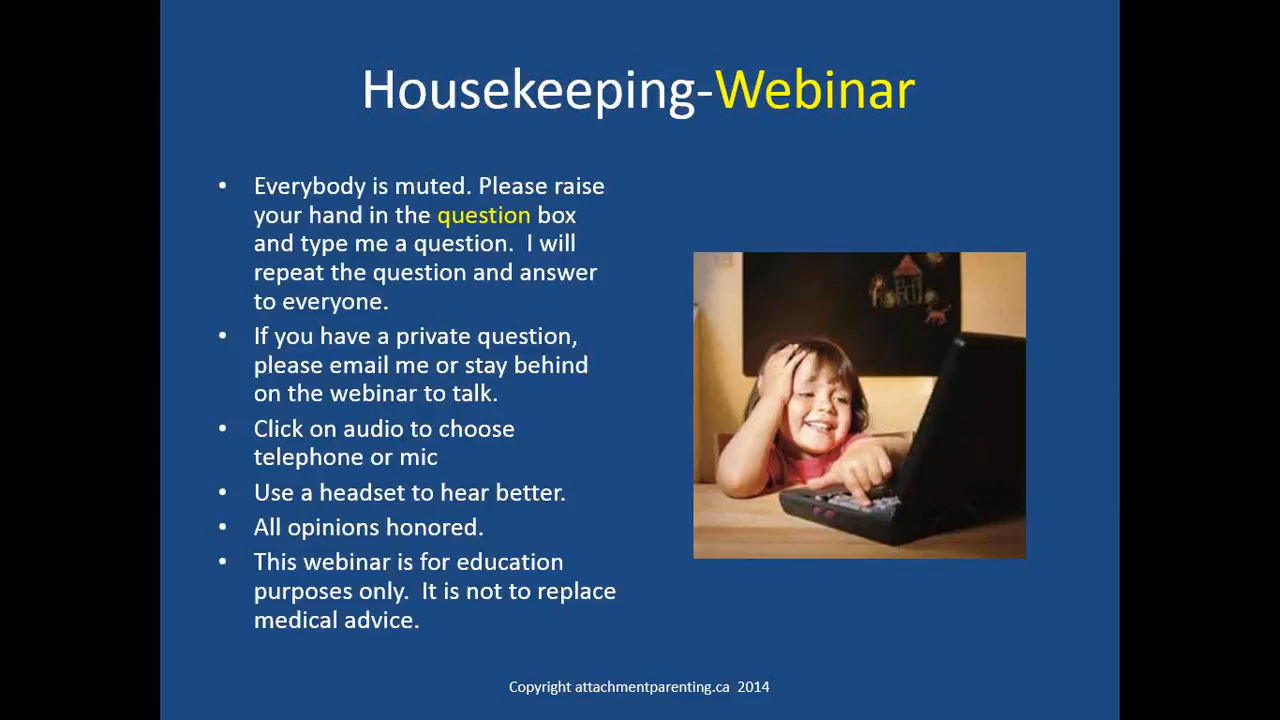 Housekeeping-Webinar
• Everybody is muted. Please raise
your hand in the question box
and type me a question.  I will
repeat the question and answer
to everyone.
• If you have a private question,
please email me or stay behind
on the webinar to talk.
• Click on audio to choose
telephone or mic
• Use a headset to hear better.
• All opinions honored.
• This webinar is for education
purposes only.  It is not to replace
medical advice.
Copyright attachmentparenting.ca  2014